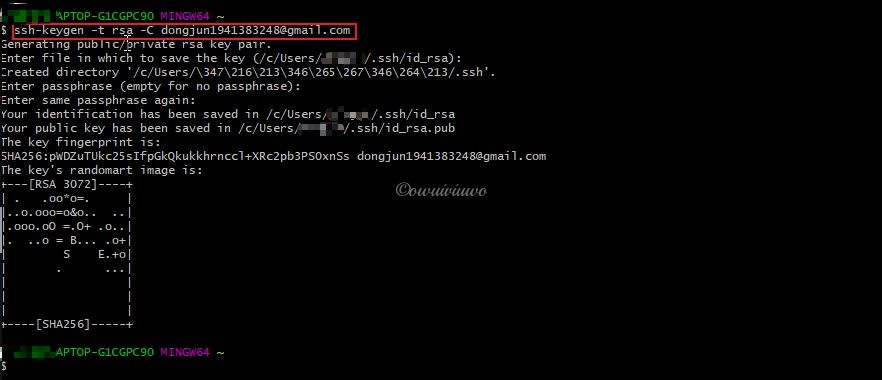 APTOP-G1CGPC90 MINGW64 ~
$ ssh-keygen -t rsa -C dongjun1941383248@gmail.com
Generating public/private rsa key pair.
Enter file in which to save the key (/c/Users/ /.ssh/id_rsa):
Created directory '/c/Users/\347\216\213\346\265\267\346\264\213/.ssh'.
Enter passphrase (empty for no passphrase):
Enter same passphrase again:
Your identification has been saved in /c/Users/ /.ssh/id_rsa
Your public key has been saved in /c/Users/ /.ssh/id_rsa.pub
The key fingerprint is:
SHA256:pWDZuTUkc25sIfpGkQkukkhrnccl+XRc2pb3PSOxnSs dongjun1941383248@gmail.com
The key's randomart image is:
+---[RSA 3072]----+
| .   .oo*o=.     |
|..o.ooo=o&o..  ..|
|.ooo.oO =.O+ .o..|
|.  ..o = B... .o+|
|        S    E.+o|
|        .     ...|
|                 |
|                 |
|                 |
+----[SHA256]-----+
©owuiviuwo
APTOP-G1CGPC90 MINGW64 ~
$